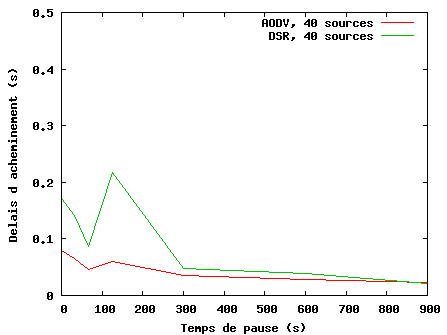 0.5
AODV, 40 sources
DSR, 40 sources
0.4
0.3
Delais d acheminement (s)
0.2
0.1
0
0 100 200 300 400 500 600 700 800 900
Temps de pause (s)